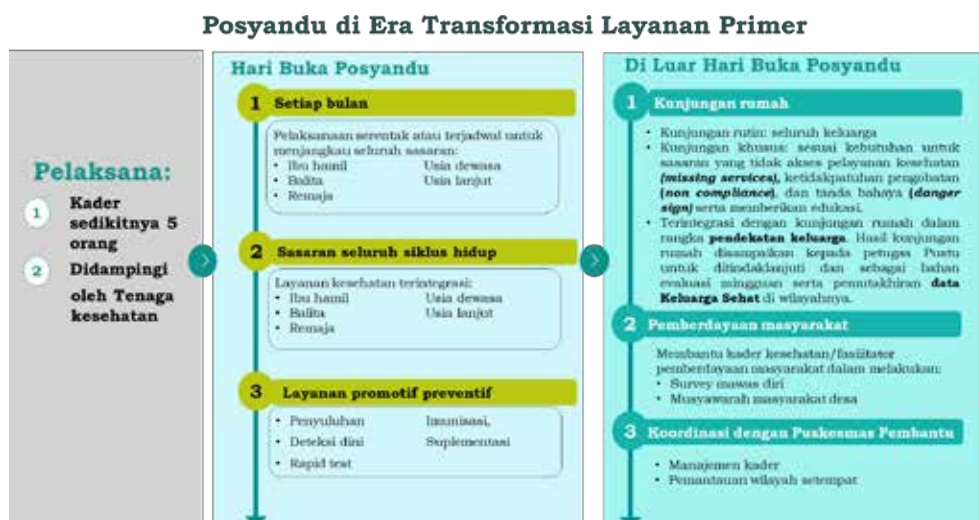 Posyandu di Era Transformasi Layanan Primer
Pelaksana:
1 Kader
sedikitnya 5
orang
2 Didampingi
oleh Tenaga
kesehatan
Hari Buka Posyandu
1 Setiap bulan
Pelaksanaan serentak atau terjadwal untuk
menjangkau seluruh sasaran:
• Ibu hamil Usia dewasa
• Balita Usia lanjut
• Remaja
2 Sasaran seluruh siklus hidup
Layanan kesehatan terintegrasi:
• Ibu hamil Usia dewasa
• Balita Usia lanjut
• Remaja
3 Layanan promotif preventif
• Penyuluhan Imunisasi,
• Deteksi dini Suplementasi
• Rapid test
Di Luar Hari Buka Posyandu
1 Kunjungan rumah
• Kunjungan rutin: seluruh keluarga
• Kunjungan khusus: sesuai kebutuhan untuk
sasaran yang tidak akses pelayanan kesehatan
(missing services), ketidakpatuhan pengobatan
(non compliance), dan tanda bahaya (danger
sign) serta memberikan edukasi.
• Terintegrasi dengan kunjungan rumah dalam
rangka pendekatan keluarga. Hasil kunjungan
rumah disampaikan kepada petugas Pustu
untuk ditindaklanjuti dan sebagai bahan
evaluasi mingguan serta pemutakhiran data
Keluarga Sehat di wilayahnya.
2 Pemberdayaan masyarakat
Membantu kader kesehatan/fasilitator
pemberdayaan masyarakat dalam melakukan:
• Survey mawas diri
• Musyawarah masyarakat desa
3 Koordinasi dengan Puskesmas Pembantu
• Manajemen kader
• Pemantauan wilayah setempat